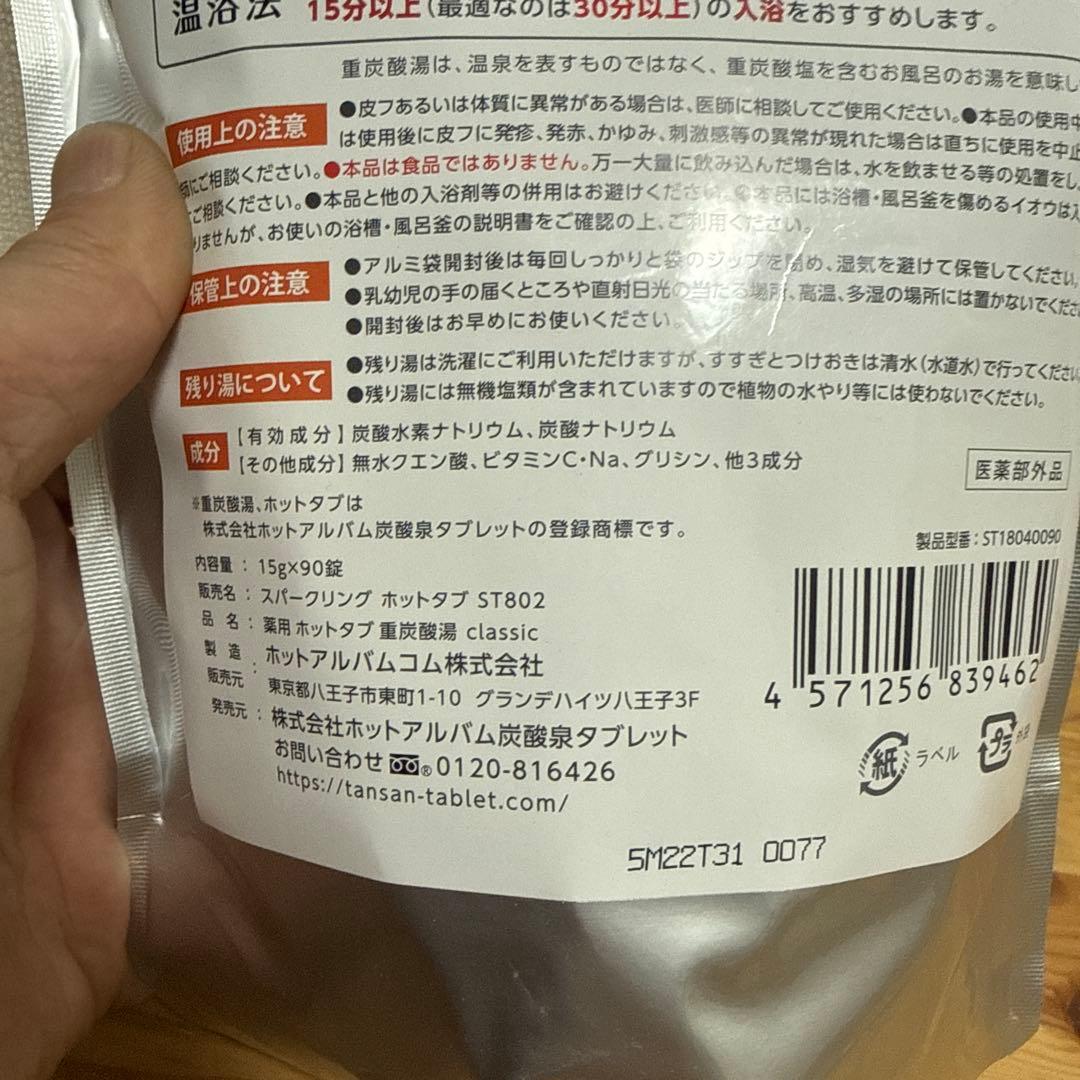 温浴法 15分以上(最適なのは30分以上)の入浴をおすすめします。
重炭酸湯は、温泉を表すものではなく、重炭酸塩を含むお風呂のお湯を意味し
使用上の注意
●皮フあるいは体質に異常がある場合は、医師に相談してご使用ください。●本品の使用中
は使用後に皮フに発疹、発赤、かゆみ、刺激感等の異常が現れた場合は直ちに使用を中止
師にご相談ください。●本品は食品ではありません。万一大量に飲み込んだ場合は、水を飲ませる等の処置をし
ご相談ください。●本品と他の入浴剤等の併用はお避けください。●本品には浴槽・風呂釜を傷めるイオウは入
りませんが、お使いの浴槽・風呂釜の説明書をご確認の上、ご利用ください。
保管上の注意
●アルミ袋開封後は毎回しっかりと袋のジップを閉め、湿気を避けて保管してください。
●乳幼児の手の届くところや直射日光の当たる場所、高温、多湿の場所には置かないでくださ
●開封後はお早めにお使いください。
残り湯について
●残り湯は洗濯にご利用いただけますが、すすぎとつけおきは清水(水道水)で行ってください
●残り湯には無機塩類が含まれていますので植物の水やり等には使わないでください。
成分
【有効成分】炭酸水素ナトリウム、炭酸ナトリウム
【その他成分】無水クエン酸、ビタミンC・Na、グリシン、他3成分
医薬部外品
※重炭酸湯、ホットタブは
株式会社ホットアルバム炭酸泉タブレットの登録商標です。
製品型番:ST18040090
内容量: 15g×90錠
販売名: スパークリング ホットタブ ST802
品 名: 薬用 ホットタブ 重炭酸湯 classic
製 造
販売元 : ホットアルバムコム株式会社
東京都八王子市東町1-10 グランデハイツ八王子3F
発売元: 株式会社ホットアルバム炭酸泉タブレット
お問い合わせ ®0120-816426
https://tansan-tablet.com/
4 571256 839462
紙 ラベル
プラ 外袋
5M22T31 0077